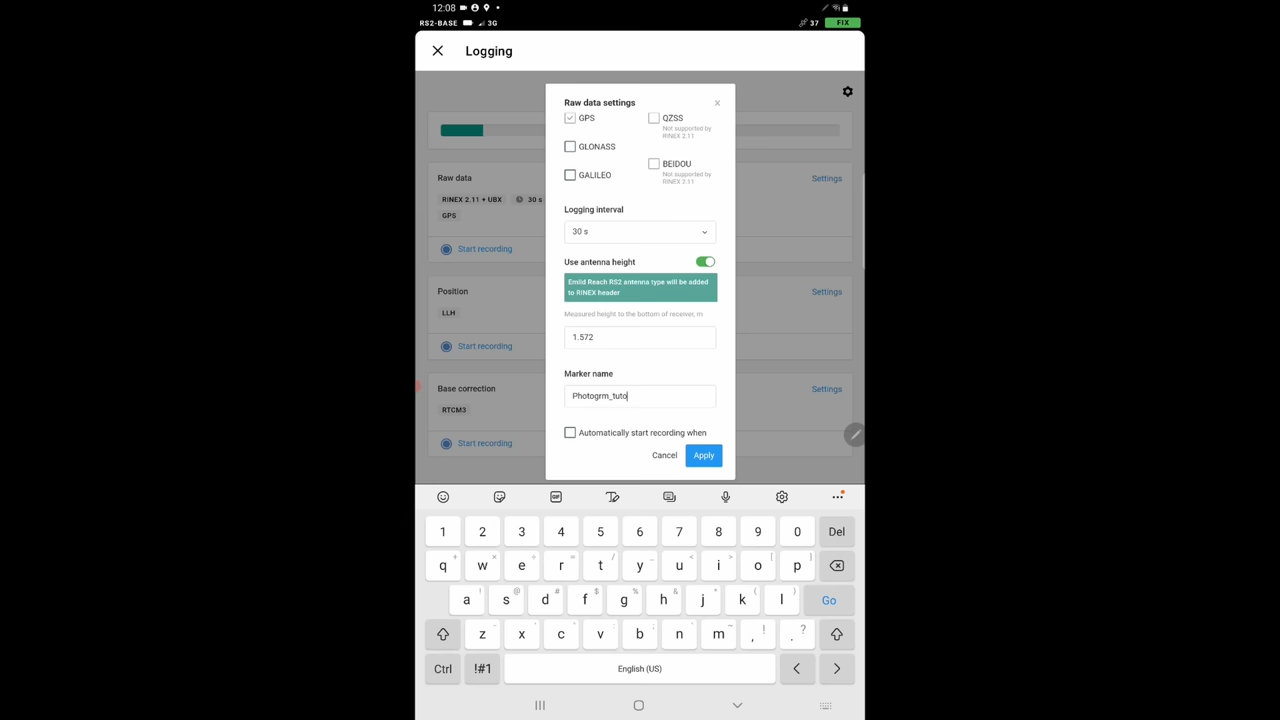 12:08
RS2-BASE 3G 37 FIX
Logging
Raw data settings
GPS
QZSS
Not supported by
RINEX 2.11
GLONASS
BEIDOU
Not supported by
RINEX 2.11
GALILEO
Logging interval
30 s
Use antenna height
Emlid Reach RS2 antenna type will be added
to RINEX header
Measured height to the bottom of receiver, m
1.572
Marker name
Photogrm_tuto
Automatically start recording when
Cancel Apply
Raw data Settings
RINEX 2.11 + UBX 30 s
GPS
Start recording
Position Settings
LLH
Start recording
Base correction Settings
RTCM3
Start recording
GIF
1 2 3 4 5 6 7 8 9 0 Del
q w e r t y u i o p
a s d f g h j k l Go
z x c v b n m , ! . ?
Ctrl !#1 English (US) < >